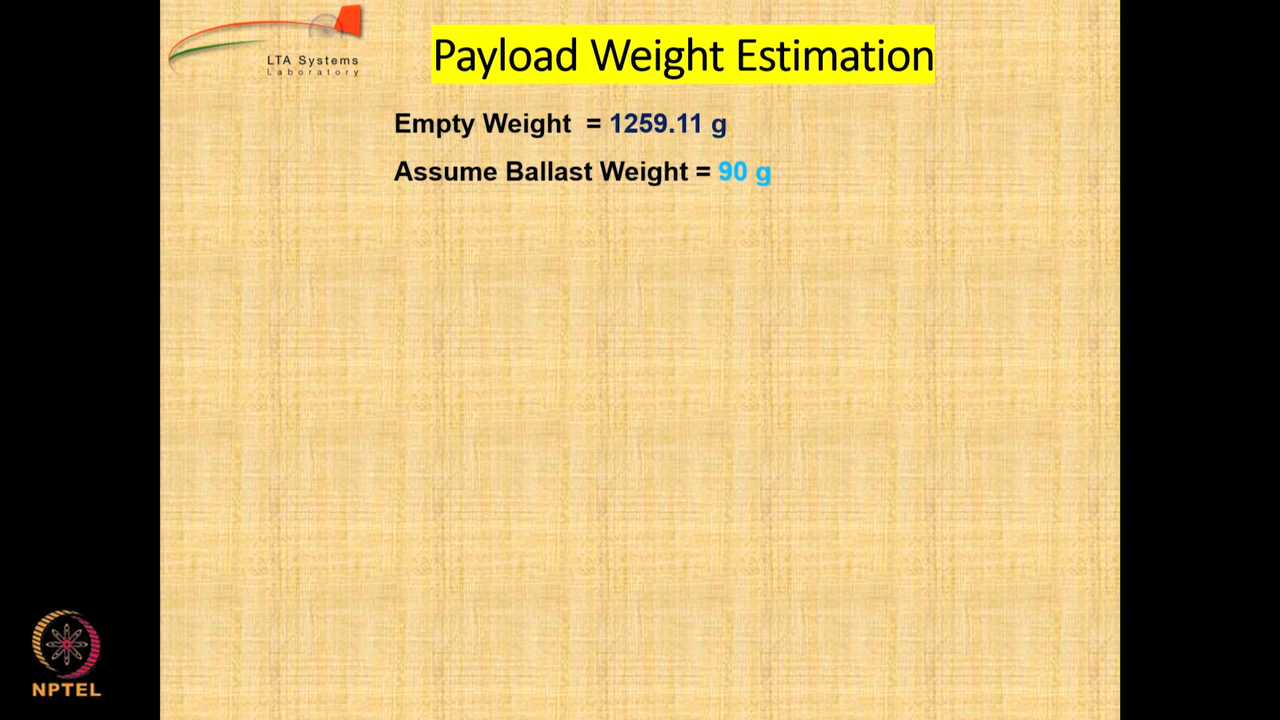 LTA Systems
Laboratory
Payload Weight Estimation
Empty Weight = 1259.11 g
Assume Ballast Weight = 90 g
NPTEL